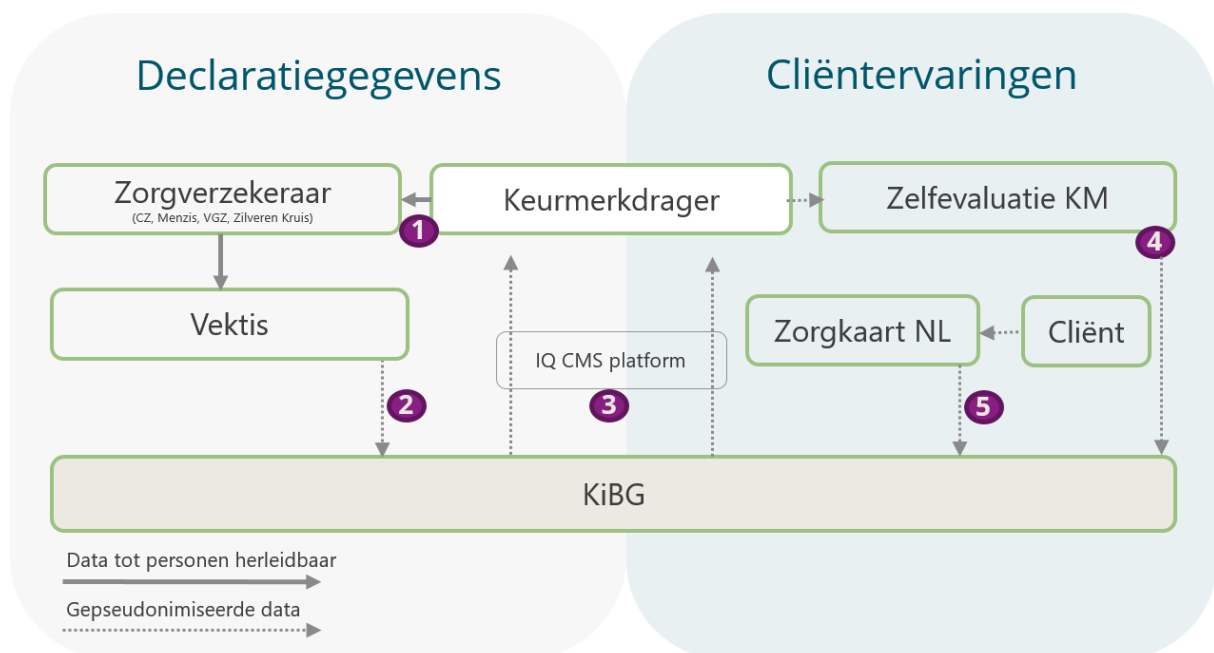 Declaratiegegevens
Cliëntervaringen
Zorgverzekeraar
(CZ, Menzis, VGZ, Zilveren Kruis)
Keurmerkdrager
Zelfevaluatie KM
1
4
Vektis
Zorgkaart NL
Cliënt
IQ CMS platform
2
3
5
KiBG
Data tot personen herleidbaar
Gepseudonimiseerde data